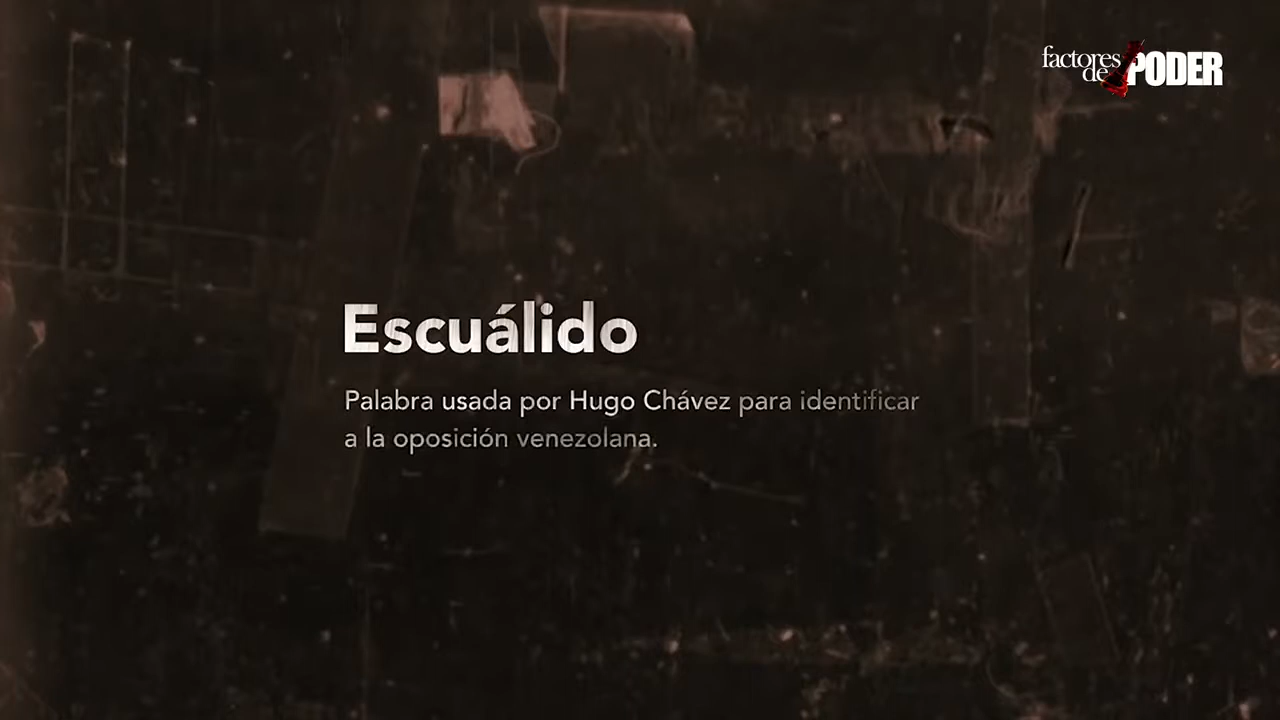 factores
de PODER
Escuálido
Palabra usada por Hugo Chávez para identificar
a la oposición venezolana.